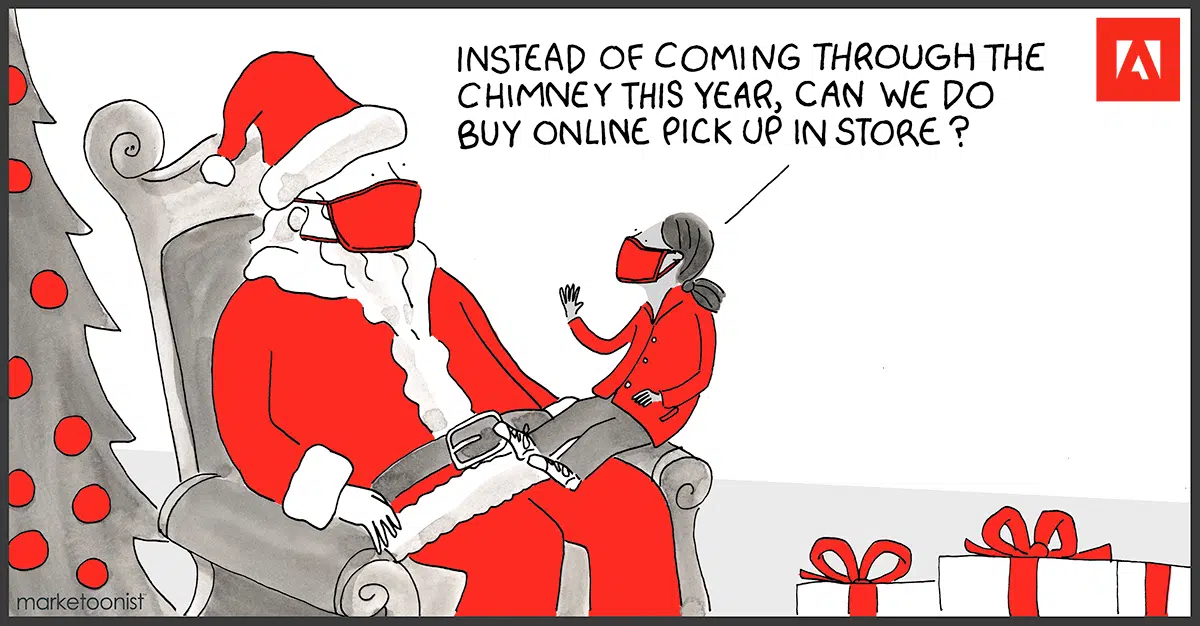 INSTEAD OF COMING THROUGH THE
CHIMNEY THIS YEAR, CAN WE DO
BUY ONLINE PICK UP IN STORE?
marketoonist